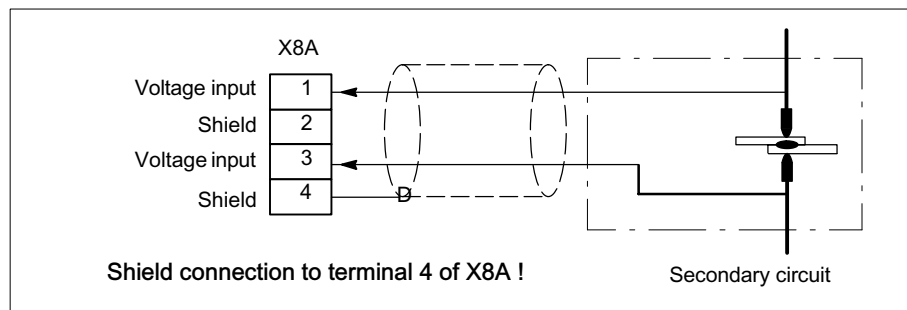 X8A
Voltage input 1
Shield 2
Voltage input 3
Shield 4
D
Shield connection to terminal 4 of X8A !
Secondary circuit